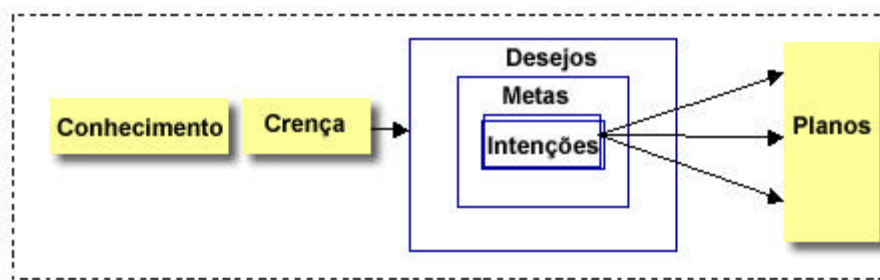 Conhecimento
Crença
Desejos
Metas
Intenções
Planos